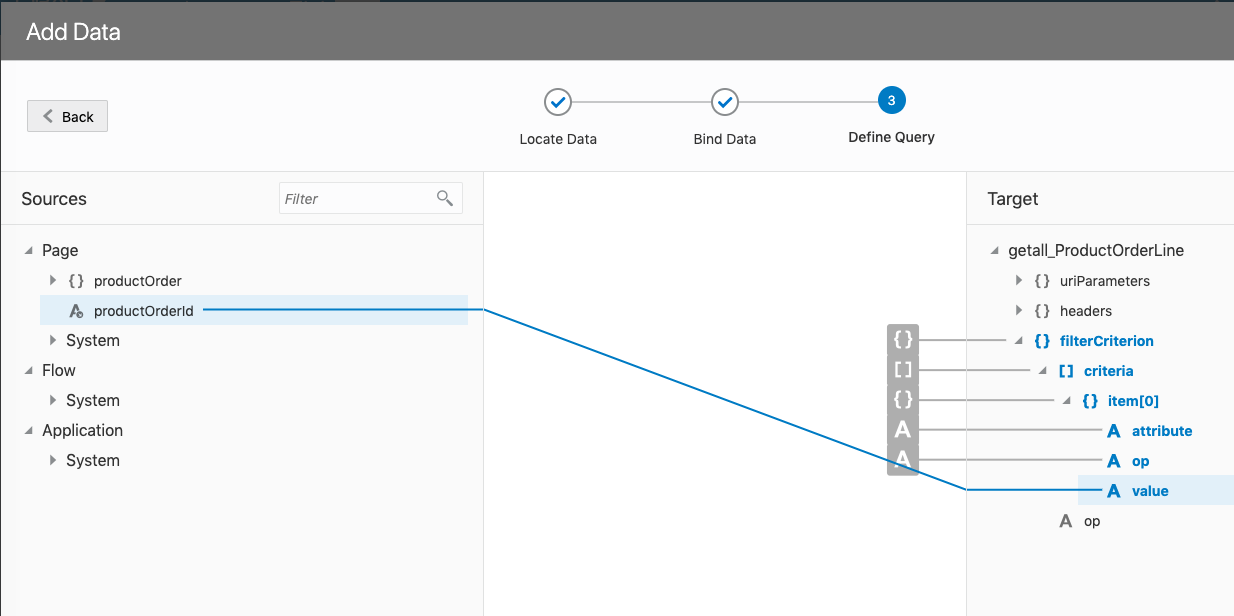 Add Data
Back
3
Locate Data
Bind Data
Define Query
Sources
Filter
Target
Page
{} productOrder
A productOrderId
System
Flow
System
Application
System
getall_ProductOrderLine
{} uriParameters
{} headers
{} {} filterCriterion
[] [] criteria
{} {} item[0]
A A attribute
A A op
A value
A op